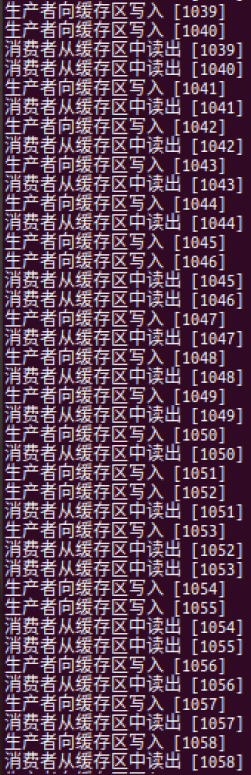 生产者向缓存区写入 [1039]
生产者向缓存区写入 [1040]
消费者从缓存区中读出 [1039]
消费者从缓存区中读出 [1040]
生产者向缓存区写入 [1041]
生产者向缓存区写入 [1042]
消费者从缓存区中读出 [1042]
生产者向缓存区写入 [1043]
消费者从缓存区中读出 [1043]
生产者向缓存区写入 [1044]
消费者从缓存区中读出 [1044]
生产者向缓存区写入 [1045]
生产者向缓存区写入 [1046]
消费者从缓存区中读出 [1045]
消费者从缓存区中读出 [1046]
生产者向缓存区写入 [1047]
消费者从缓存区中读出 [1047]
生产者向缓存区写入 [1048]
消费者从缓存区中读出 [1048]
生产者向缓存区写入 [1049]
消费者从缓存区中读出 [1049]
生产者向缓存区写入 [1050]
消费者从缓存区中读出 [1050]
生产者向缓存区写入 [1051]
生产者向缓存区写入 [1052]
消费者从缓存区中读出 [1051]
生产者向缓存区写入 [1053]
消费者从缓存区中读出 [1052]
消费者从缓存区中读出 [1053]
生产者向缓存区写入 [1054]
生产者向缓存区写入 [1055]
消费者从缓存区中读出 [1054]
消费者从缓存区中读出 [1055]
生产者向缓存区写入 [1056]
消费者从缓存区中读出 [1056]
生产者向缓存区写入 [1057]
消费者从缓存区中读出 [1057]
生产者向缓存区写入 [1058]
消费者从缓存区中读出 [1058]